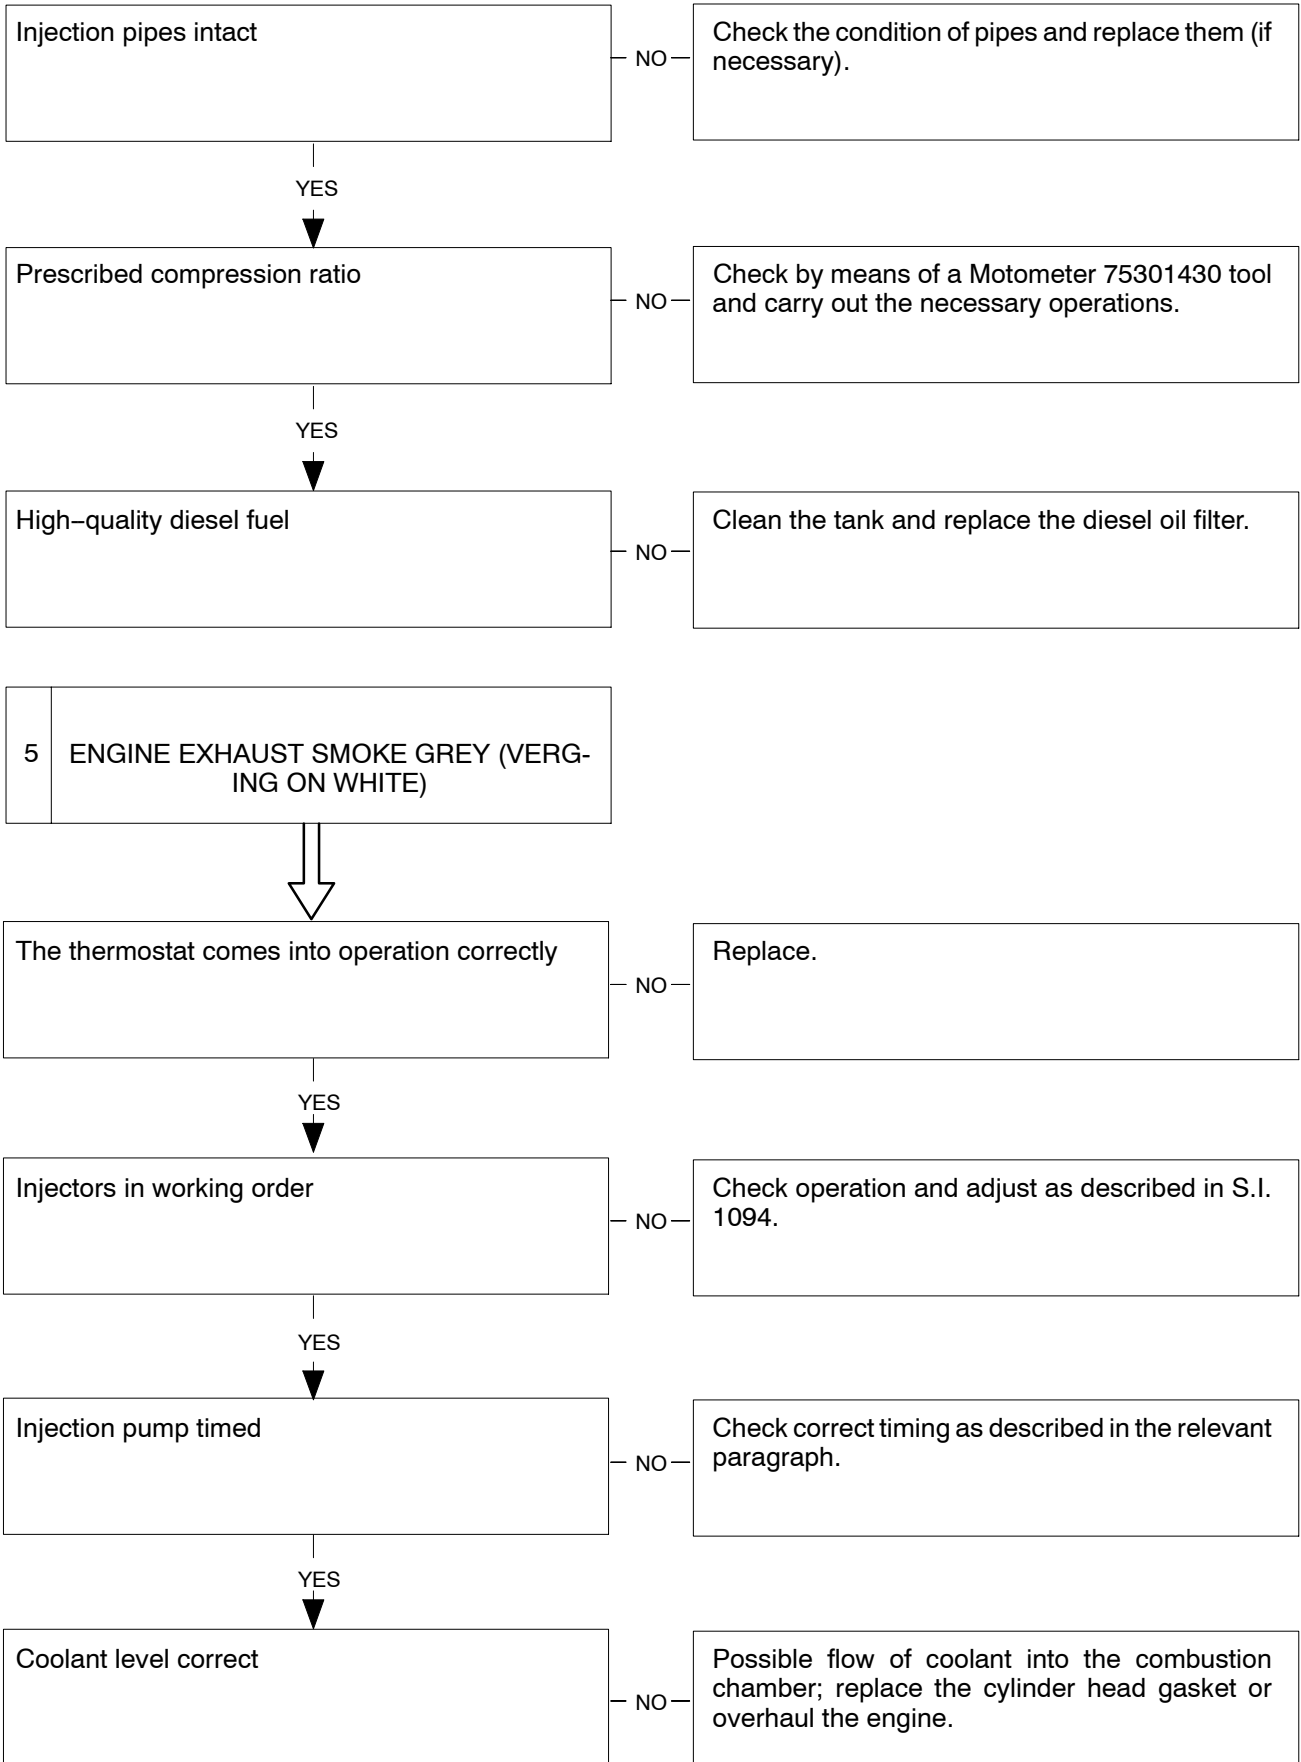 Injection pipes intact
NO
Check the condition of pipes and replace them (if
necessary).
YES
Prescribed compression ratio
NO
Check by means of a Motometer 75301430 tool
and carry out the necessary operations.
YES
High–quality diesel fuel
NO
Clean the tank and replace the diesel oil filter.
5
ENGINE EXHAUST SMOKE GREY (VERG-
ING ON WHITE)
The thermostat comes into operation correctly
NO
Replace.
YES
Injectors in working order
NO
Check operation and adjust as described in S.I.
1094.
YES
Injection pump timed
NO
Check correct timing as described in the relevant
paragraph.
YES
Coolant level correct
NO
Possible flow of coolant into the combustion
chamber; replace the cylinder head gasket or
overhaul the engine.